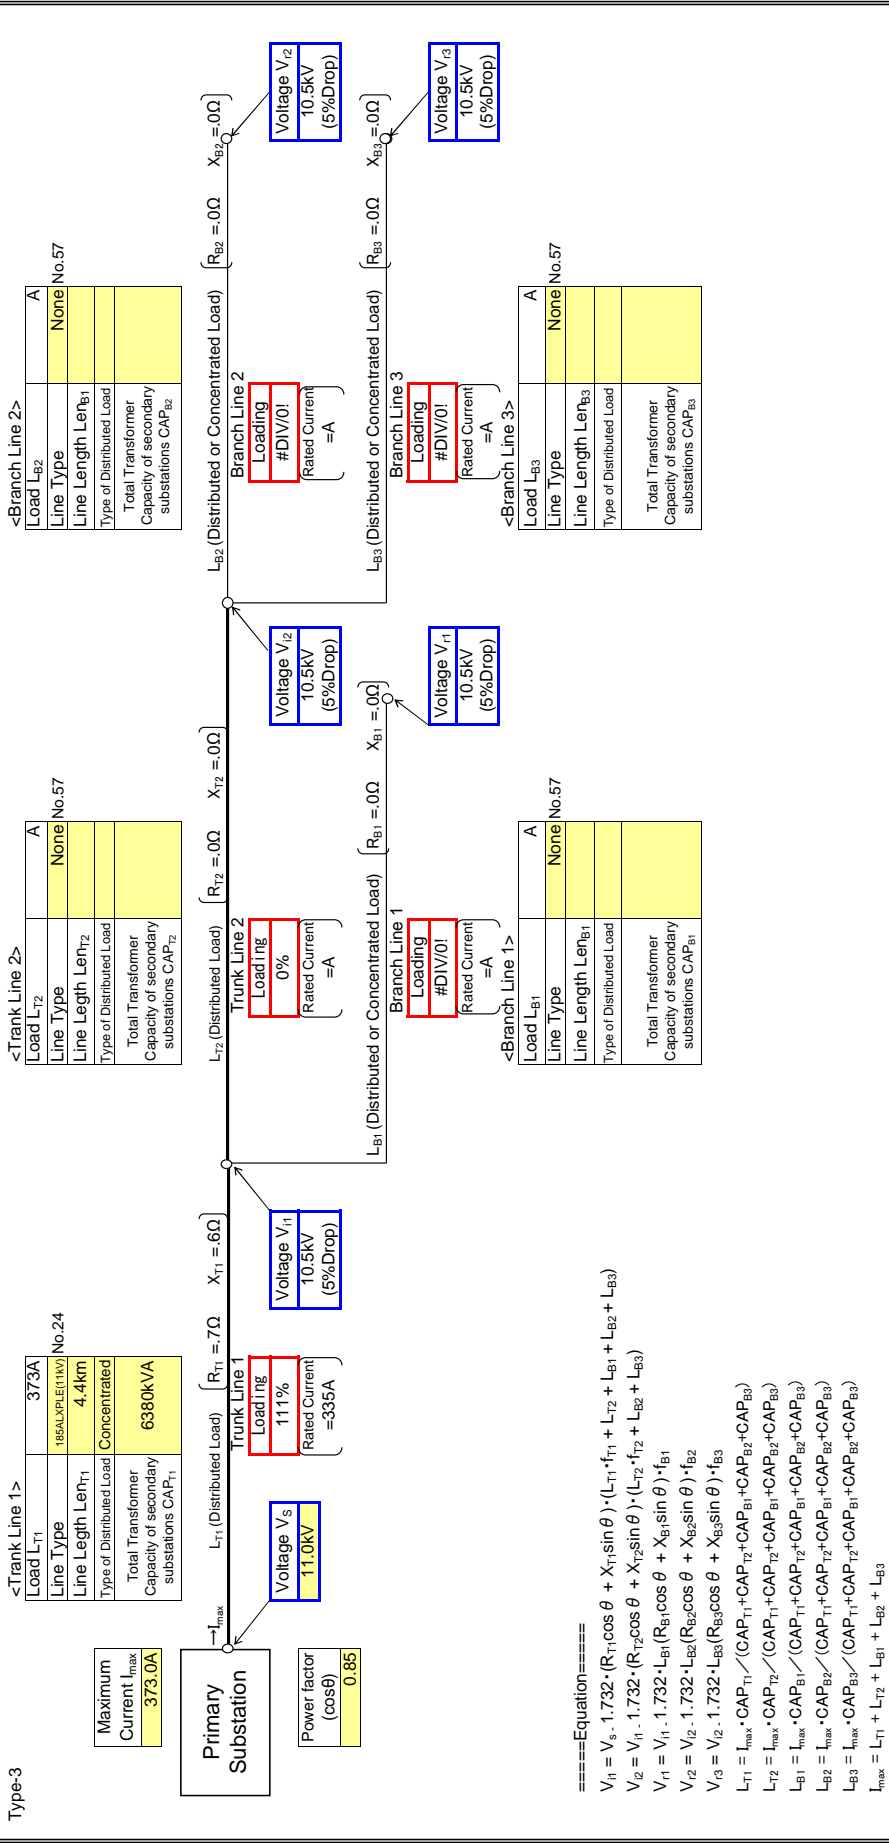 Type-3
Maximum
Current Imax
373.0A
Primary
Substation
Power factor
(cosθ)
0.85
→Imax
Voltage VS
11.0kV
<Trank Line 1>
Load LT1 373A
Line Type 185ALXPLE(11kV) No.24
Line Legth LenT1 4.4km
Type of Distributed Load Concentrated
Total Transformer
Capacity of secondary
substations CAPT1
6380kVA
LT1 (Distributed Load) RT1 =.7Ω XT1 =.6Ω
Trunk Line 1
Loading
111%
Rated Current
=335A
Voltage Vi1
10.5kV
(5%Drop)
<Trank Line 2>
Load LT2 A
Line Type None No.57
Line Legth LenT2
Type of Distributed Load
Total Transformer
Capacity of secondary
substations CAPT2
LT2 (Distributed Load) RT2 =.0Ω XT2 =.0Ω
Trunk Line 2
Loading
0%
Rated Current
=A
Voltage Vi2
10.5kV
(5%Drop)
LB1 (Distributed or Concentrated Load) RB1 =.0Ω XB1 =.0Ω
Branch Line 1
Loading
#DIV/0!
Rated Current
=A
Voltage Vr1
10.5kV
(5%Drop)
<Branch Line 1>
Load LB1 A
Line Type None No.57
Line Length LenB1
Type of Distributed Load
Total Transformer
Capacity of secondary
substations CAPB1
<Branch Line 2>
Load LB2 A
Line Type None No.57
Line Length LenB1
Type of Distributed Load
Total Transformer
Capacity of secondary
substations CAPB2
LB2 (Distributed or Concentrated Load) RB2 =.0Ω XB2 =.0Ω
Branch Line 2
Loading
#DIV/0!
Rated Current
=A
Voltage Vr2
10.5kV
(5%Drop)
LB3 (Distributed or Concentrated Load) RB3 =.0Ω XB3 =.0Ω
Branch Line 3
Loading
#DIV/0!
Rated Current
=A
Voltage Vr3
10.5kV
(5%Drop)
<Branch Line 3>
Load LB3 A
Line Type None No.57
Line Length LenB3
Type of Distributed Load
Total Transformer
Capacity of secondary
substations CAPB3
=====Equation=====
Vi1 = Vs - 1.732・(RT1cosθ + XT1sinθ)・(LT1・fT1 + LT2 + LB1 + LB2 + LB3)
Vi2 = Vi1 - 1.732・(RT2cosθ + XT2sinθ)・(LT2・fT2 + LB2 + LB3)
Vr1 = Vi1 - 1.732・LB1(RB1cosθ + XB1sinθ)・fB1
Vr2 = Vi2 - 1.732・LB2(RB2cosθ + XB2sinθ)・fB2
Vr3 = Vi2 - 1.732・LB3(RB3cosθ + XB3sinθ)・fB3
LT1 = Imax・CAPT1／(CAPT1+CAPT2+CAPB1+CAPB2+CAPB3)
LT2 = Imax・CAPT2／(CAPT1+CAPT2+CAPB1+CAPB2+CAPB3)
LB1 = Imax・CAPB1／(CAPT1+CAPT2+CAPB1+CAPB2+CAPB3)
LB2 = Imax・CAPB2／(CAPT1+CAPT2+CAPB1+CAPB2+CAPB3)
LB3 = Imax・CAPB3／(CAPT1+CAPT2+CAPB1+CAPB2+CAPB3)
Imax = LT1 + LT2 + LB1 + LB2 + LB3